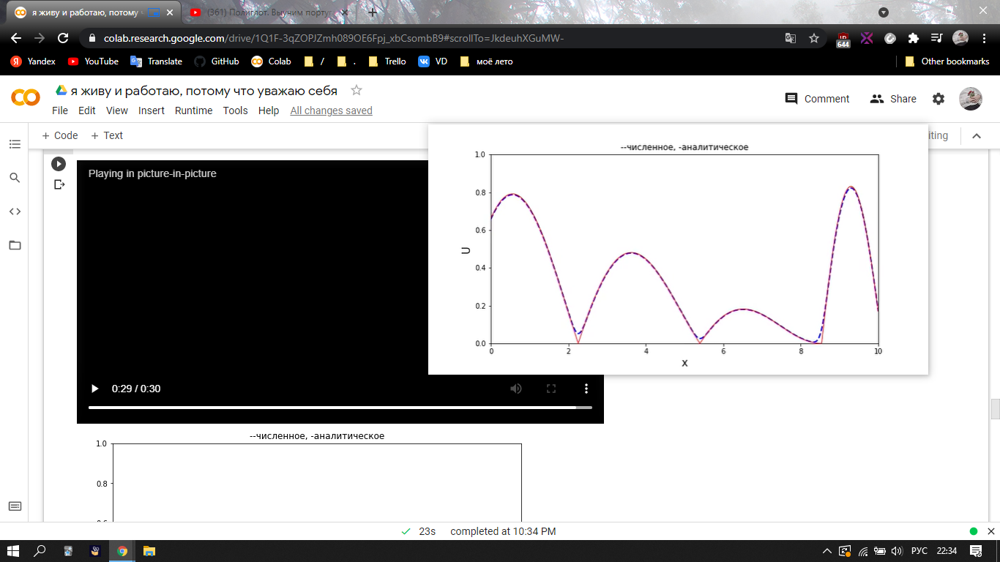 я живу и работаю, потому
(361) Полиглот. Выучим порту
colab.research.google.com/drive/1Q1F-3qZOPJZmh089OE6Fpj_xbCsombB9#scrollTo=JkdeuhXGuMW-
644
Yandex YouTube Translate GitHub Colab / . Trello VD моё лето Other bookmarks
я живу и работаю, потому что уважаю себя
Comment Share
File Edit View Insert Runtime Tools Help All changes saved
+ Code + Text
iting
Playing in picture-in-picture
--численное, -аналитическое
1.0
0.8
0.6
U
0.4
0.2
0.0
0 2 4 6 8 10
X
0:29 / 0:30
--численное, -аналитическое
1.0
0.8
23s completed at 10:34 PM
РУС 22:34